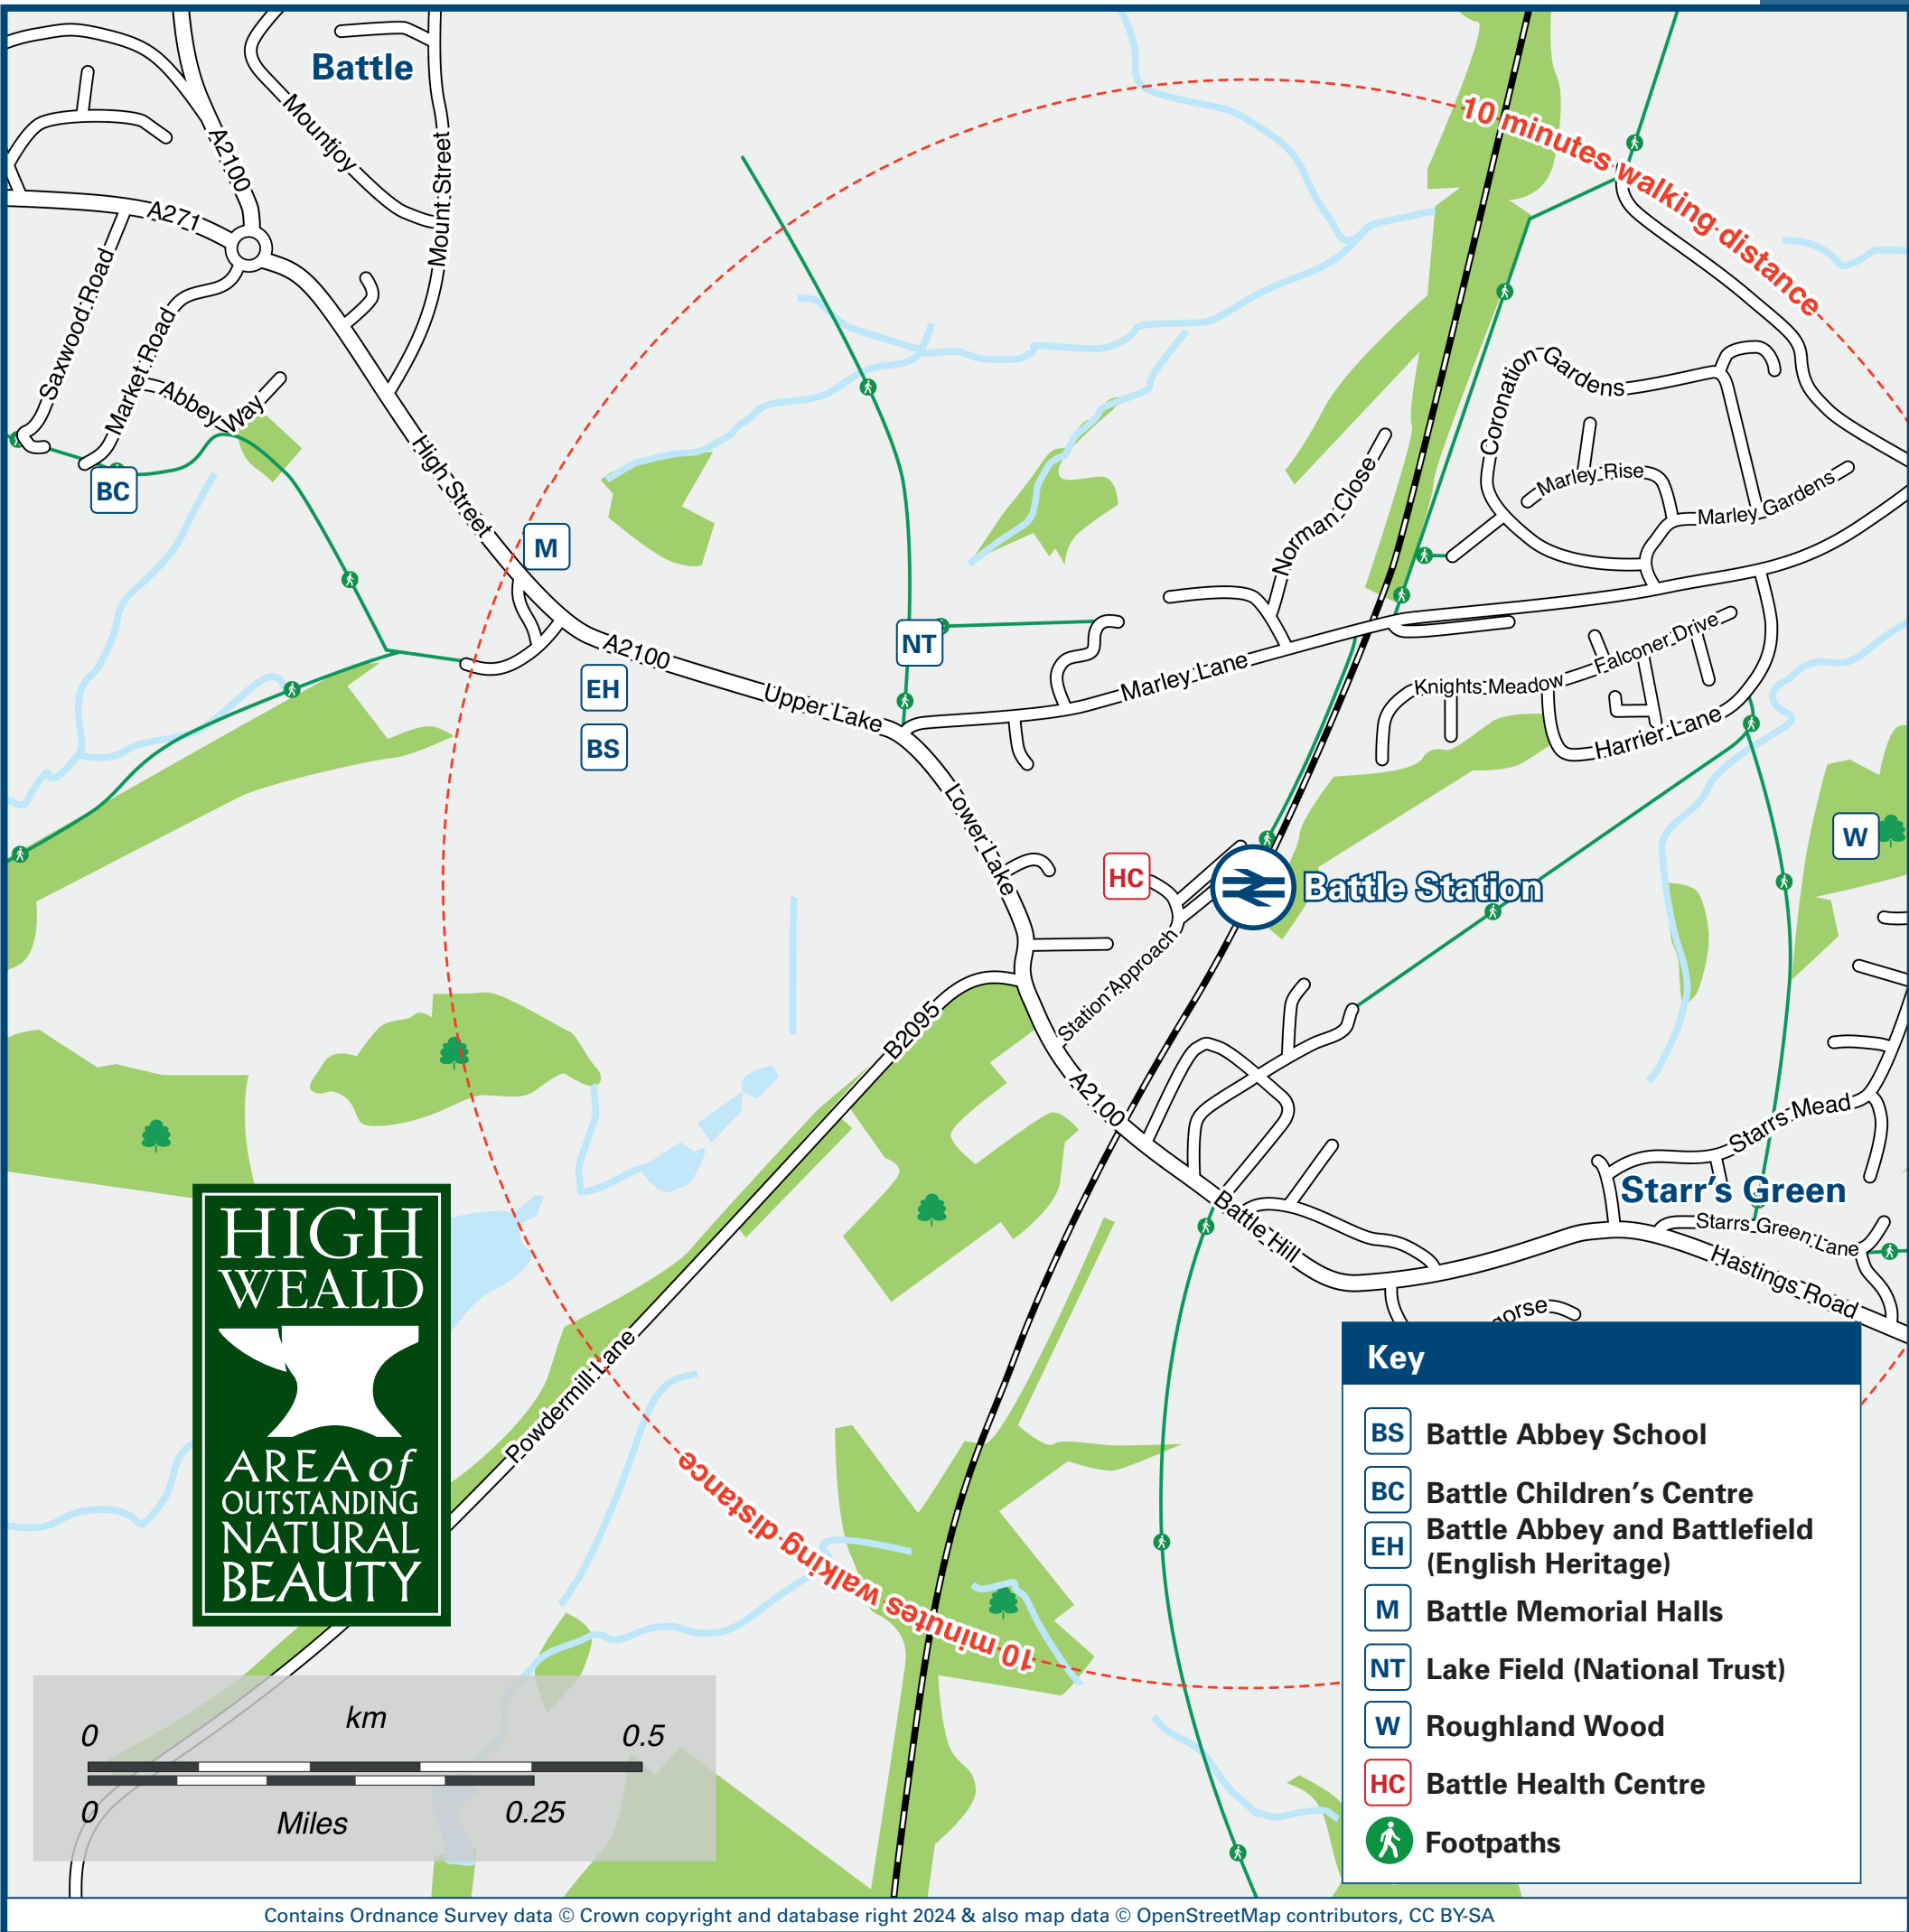 Battle
Mountjoy
Mount Street
A2100
A271
Saxwood Road
Market Road
Abbey Way
High Street
BC
M
EH
BS
A2100
Upper Lake
NT
Marley Lane
Norman Close
10 minutes walking distance
Coronation Gardens
Marley Rise
Marley Gardens
Falconer Drive
Knights Meadow
Harrier Lane
W
Lower Lake
HC
Battle Station
Station Approach
B2095
A2100
Powdermill Lane
Battle Hill
Starrs Mead
Starr's Green
Starrs Green Lane
Hastings Road
10 minutes walking distance
HIGH
WEALD
AREA of
OUTSTANDING
NATURAL
BEAUTY
Key
BS Battle Abbey School
BC Battle Children's Centre
EH Battle Abbey and Battlefield
(English Heritage)
M Battle Memorial Halls
NT Lake Field (National Trust)
W Roughland Wood
HC Battle Health Centre
Footpaths
km
0 0.5
0 0.25
Miles
Contains Ordnance Survey data © Crown copyright and database right 2024 & also map data © OpenStreetMap contributors, CC BY-SA